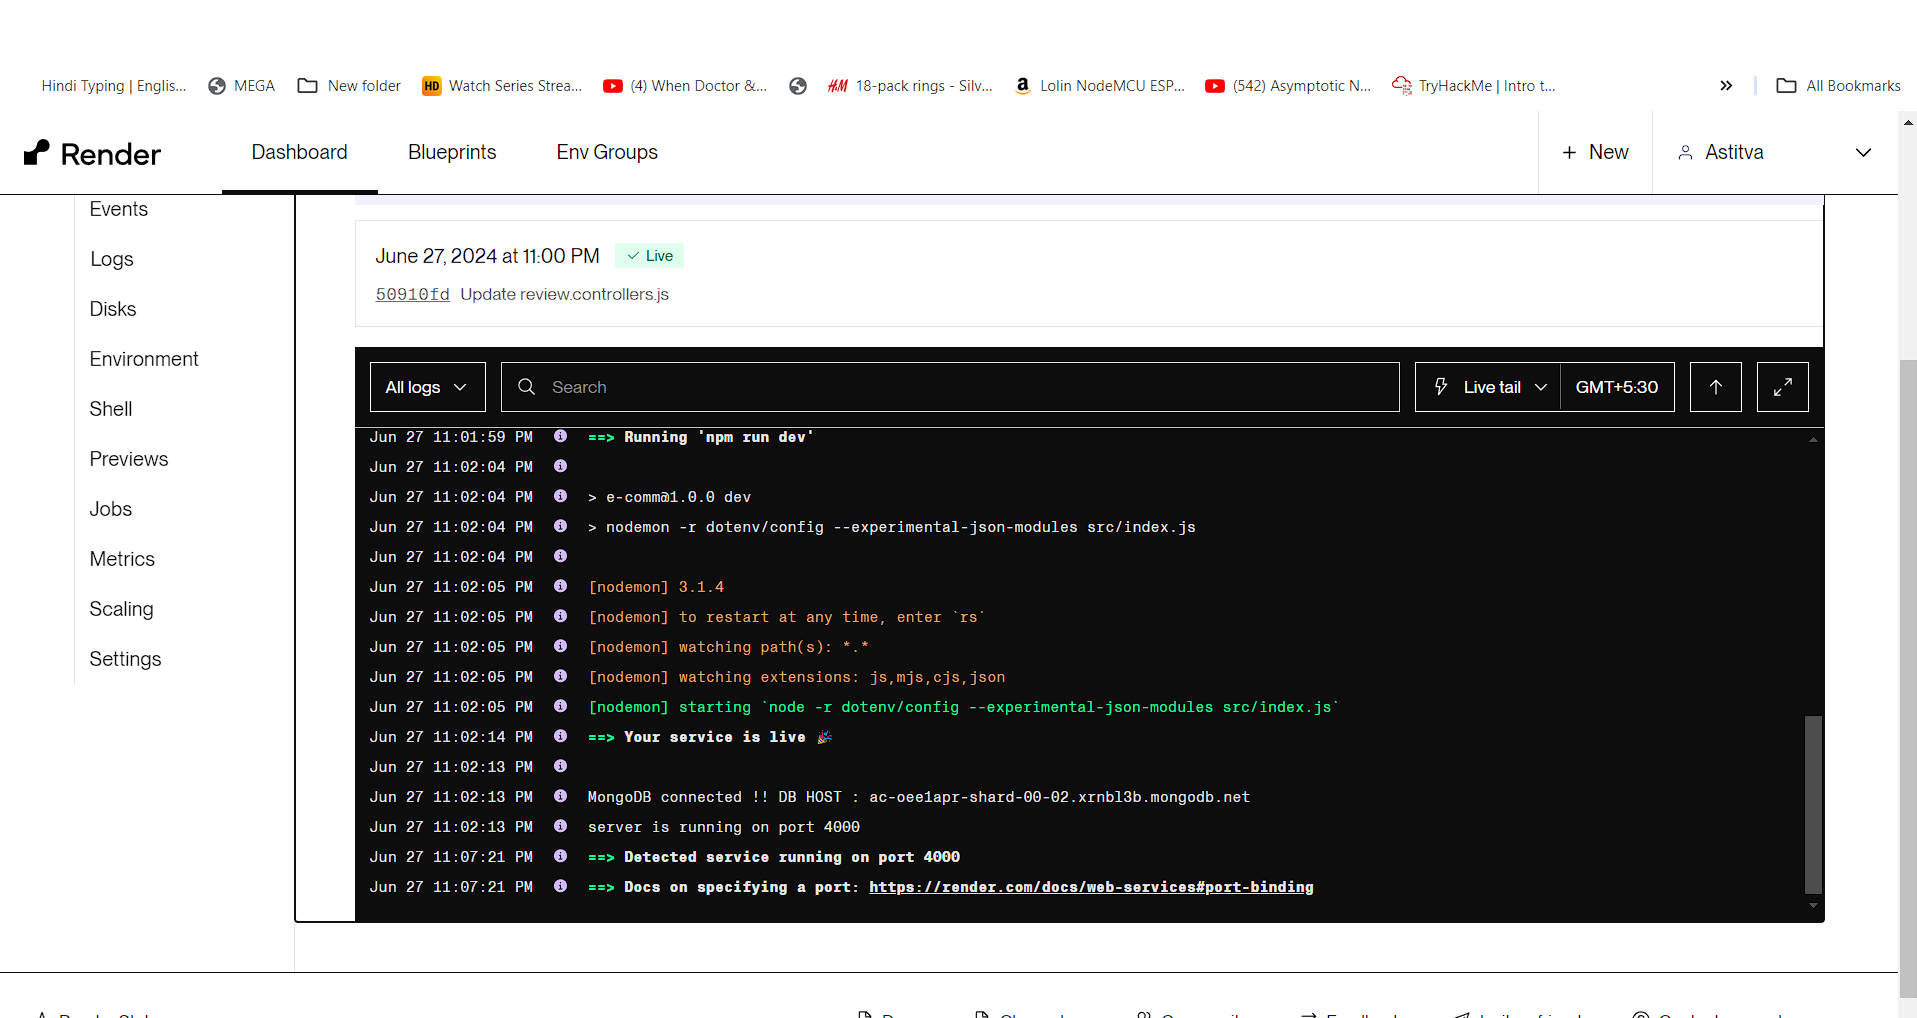 Hindi Typing | Englis... MEGA New folder HD Watch Series Strea... (4) When Doctor &... H&M 18-pack rings - Silv... a Lolin NodeMCU ESP... (542) Asymptotic N... TryHackMe | Intro t... » All Bookmarks
Render Dashboard Blueprints Env Groups + New Astitva
Events
Logs
Disks
Environment
Shell
Previews
Jobs
Metrics
Scaling
Settings
June 27, 2024 at 11:00 PM ✓ Live
50910fd Update review.controllers.js
All logs Search Live tail GMT+5:30
Jun 27 11:01:59 PM ==> Running 'npm run dev'
Jun 27 11:02:04 PM
Jun 27 11:02:04 PM > e-comm@1.0.0 dev
Jun 27 11:02:04 PM > nodemon -r dotenv/config --experimental-json-modules src/index.js
Jun 27 11:02:04 PM
Jun 27 11:02:05 PM [nodemon] 3.1.4
Jun 27 11:02:05 PM [nodemon] to restart at any time, enter `rs`
Jun 27 11:02:05 PM [nodemon] watching path(s): *.*
Jun 27 11:02:05 PM [nodemon] watching extensions: js,mjs,cjs,json
Jun 27 11:02:05 PM [nodemon] starting `node -r dotenv/config --experimental-json-modules src/index.js`
Jun 27 11:02:14 PM ==> Your service is live 🎉
Jun 27 11:02:13 PM
Jun 27 11:02:13 PM MongoDB connected !! DB HOST : ac-oee1apr-shard-00-02.xrnbl3b.mongodb.net
Jun 27 11:02:13 PM server is running on port 4000
Jun 27 11:07:21 PM ==> Detected service running on port 4000
Jun 27 11:07:21 PM ==> Docs on specifying a port: https://render.com/docs/web-services#port-binding